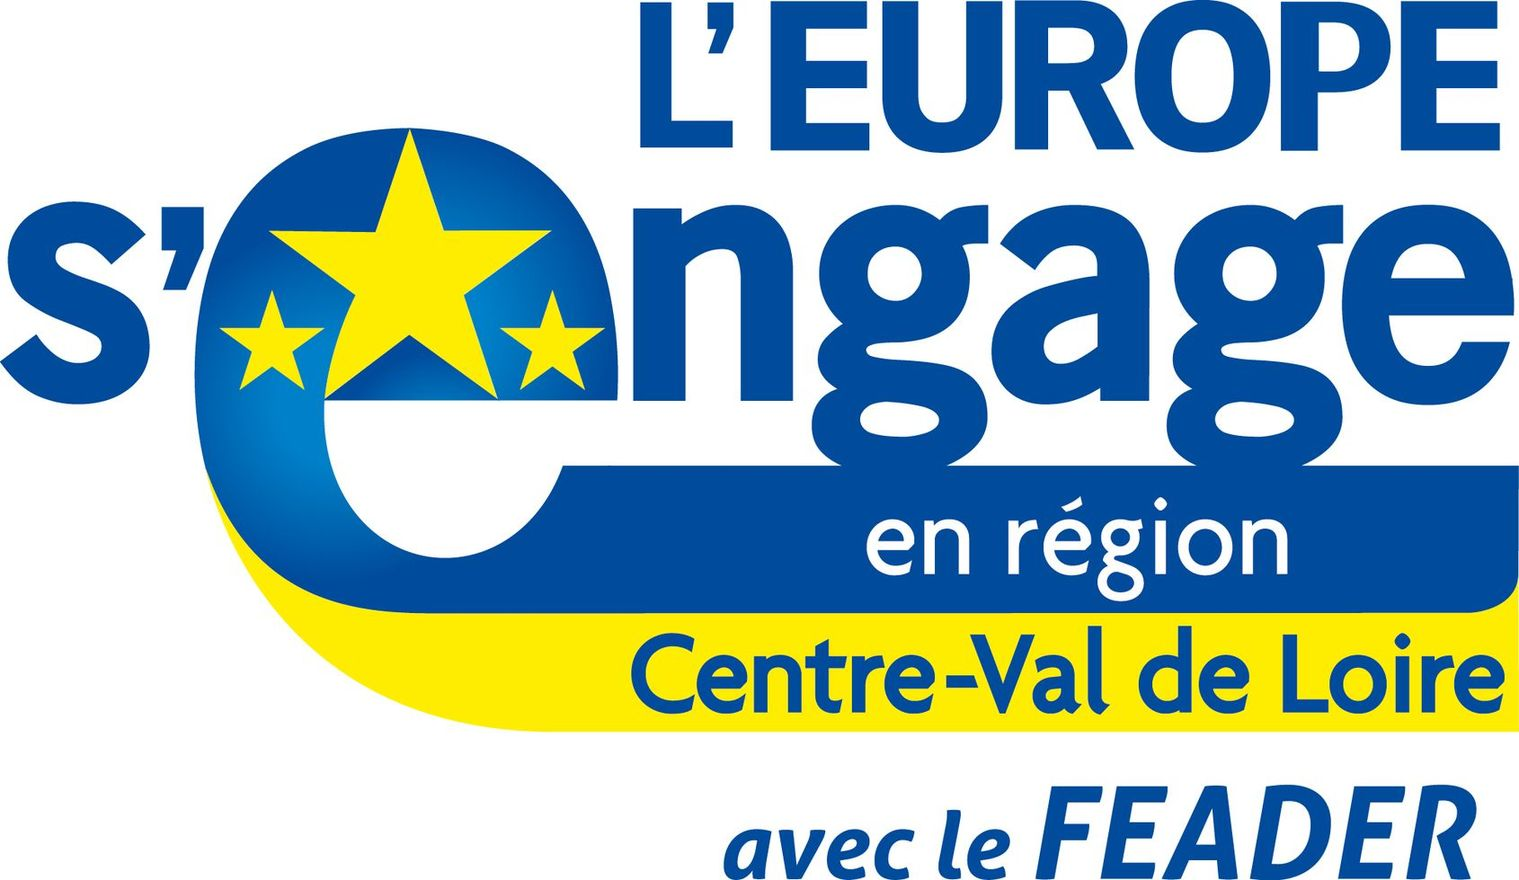 L'EUROPE
s'engage
en région
Centre-Val de Loire
avec le FEADER